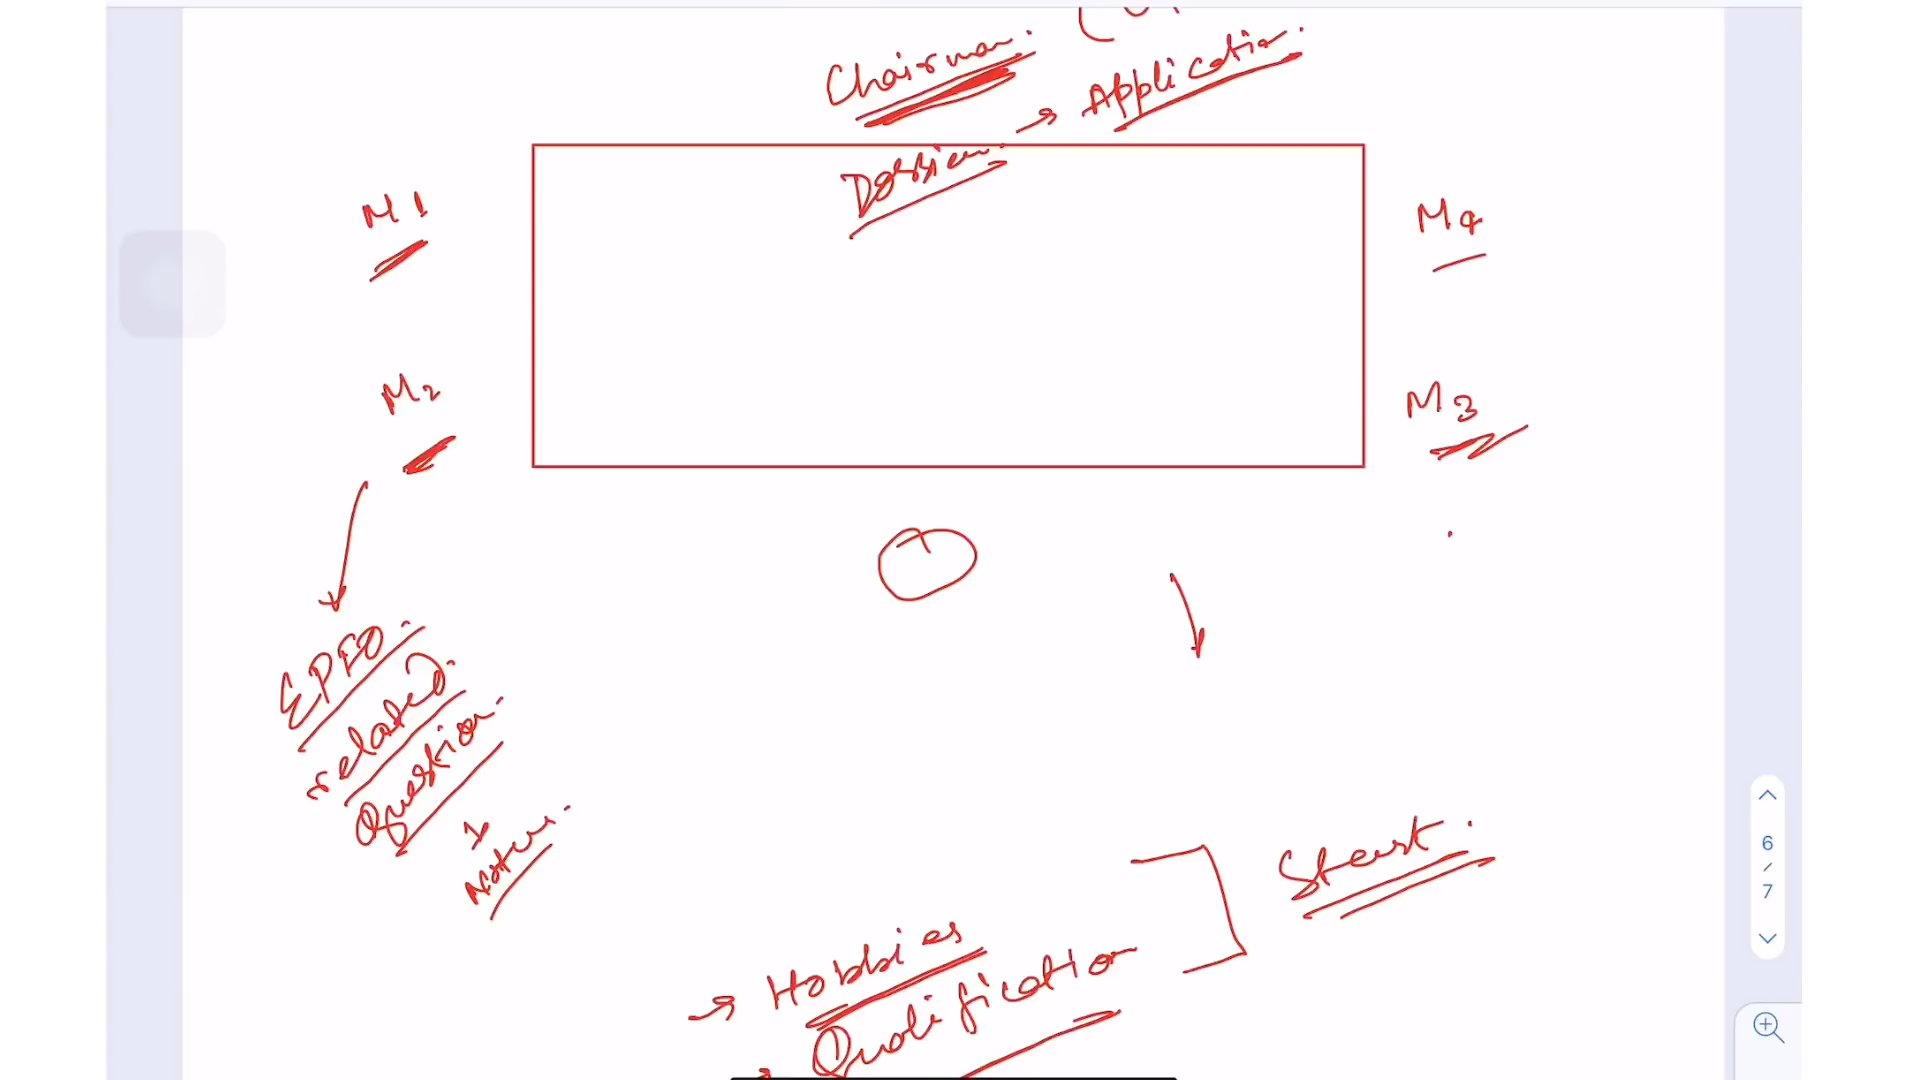 Chairman.
Application.
Dossier.
M1
M4
M2
M3
EPFO.
related.
Question.
Start.
Hobbies
Qualification
6
/
7